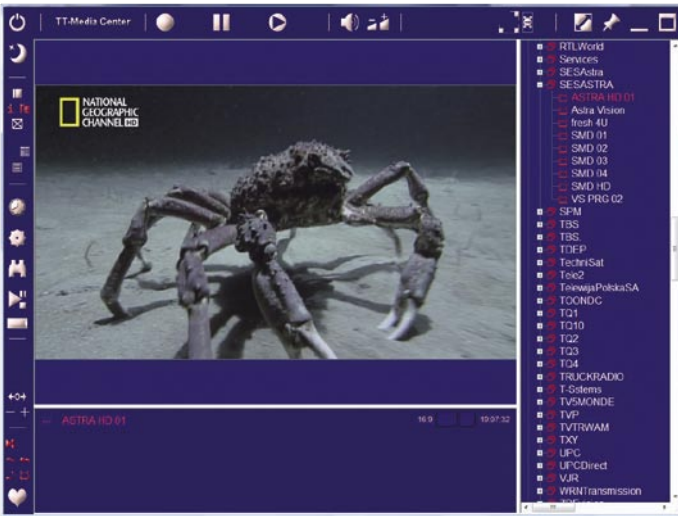 TT-Media Center
NATIONAL
GEOGRAPHIC
CHANNEL HD
ASTRA HD 01
16:9
19:07:32
RTLWorld
Services
SESAstra
SESASTRA
ASTRA HD 01
Astra Vision
fresh 4U
SMD 01
SMD 02
SMD 03
SMD 04
SMD HD
VS PRG 02
SPM
TBS
TBS.
TDEP
TechniSat
Tele2
TelewijaPolskaSA
TOONDC
TQ1
TQ10
TQ2
TQ3
TQ4
TRUCKRADIO
T-Sstems
TV5MONDE
TVP
TVTRWAM
TXY
UPC
UPCDirect
VJR
WRNTransmission